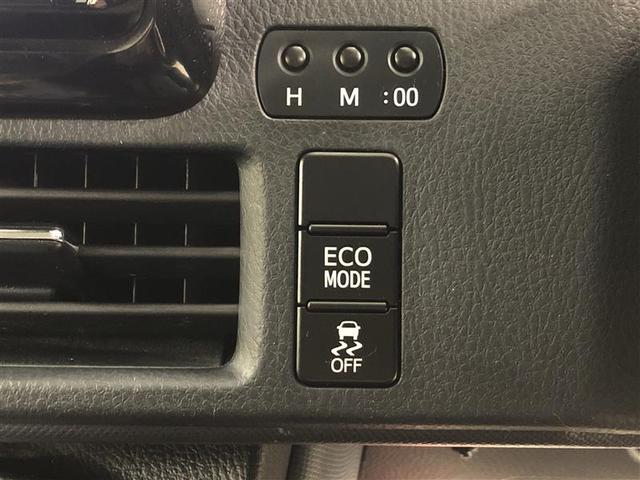 H M :00
ECO
MODE
OFF